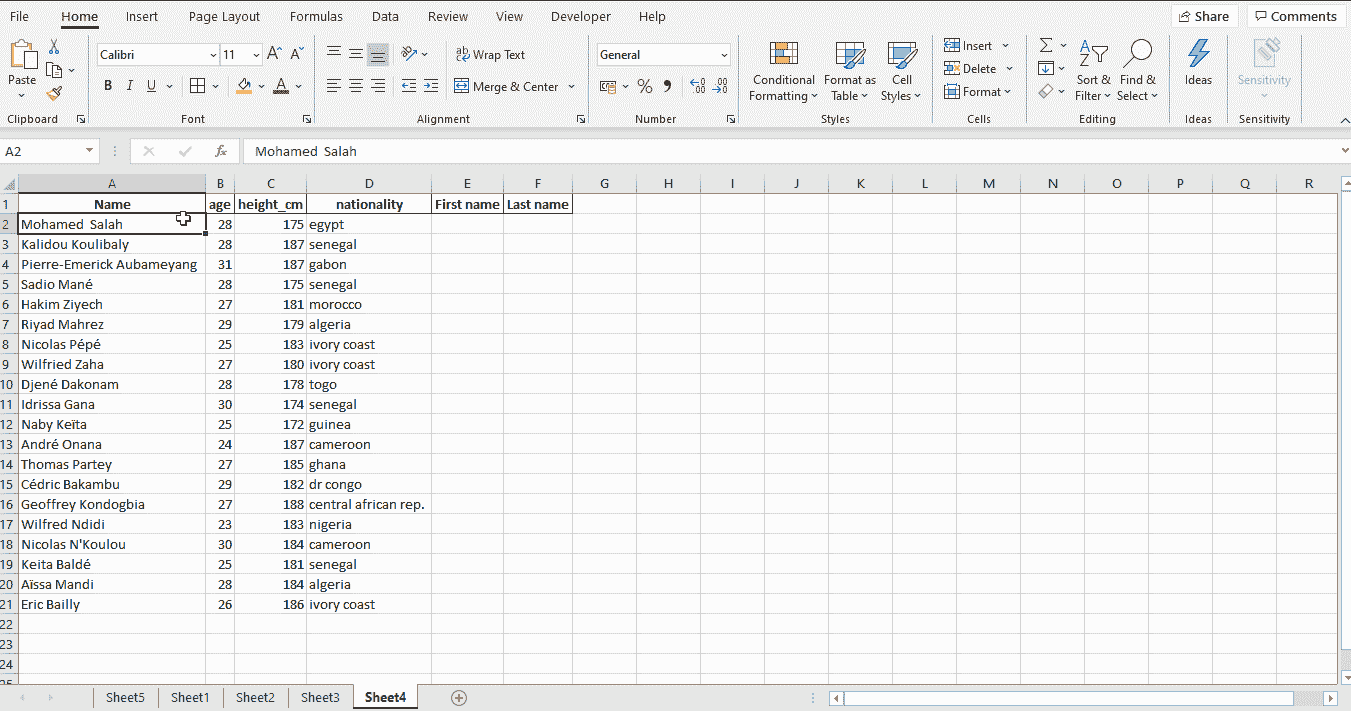 File Home Insert Page Layout Formulas Data Review View Developer Help Share Comments
Calibri 11 Wrap Text General Insert
Paste B I U Merge & Center % Conditional Formatting Format as Table Cell Styles Delete Format Sort & Filter Find & Select Ideas Sensitivity
Clipboard Font Alignment Number Styles Cells Editing Ideas Sensitivity
A2 fx Mohamed  Salah
A B C D E F G H I J K L M N O P Q R
1 Name age height_cm nationality First name Last name
2 Mohamed  Salah 28 175 egypt
3 Kalidou Koulibaly 28 187 senegal
4 Pierre-Emerick Aubameyang 31 187 gabon
5 Sadio Mané 28 175 senegal
6 Hakim Ziyech 27 181 morocco
7 Riyad Mahrez 29 179 algeria
8 Nicolas Pépé 25 183 ivory coast
9 Wilfried Zaha 27 180 ivory coast
10 Djené Dakonam 28 178 togo
11 Idrissa Gana 30 174 senegal
12 Naby Keïta 25 172 guinea
13 André Onana 24 187 cameroon
14 Thomas Partey 27 185 ghana
15 Cédric Bakambu 29 182 dr congo
16 Geoffrey Kondogbia 27 188 central african rep.
17 Wilfred Ndidi 23 183 nigeria
18 Nicolas N'Koulou 30 184 cameroon
19 Keita Baldé 25 181 senegal
20 Aïssa Mandi 28 184 algeria
21 Eric Bailly 26 186 ivory coast
22
23
24
Sheet5 Sheet1 Sheet2 Sheet3 Sheet4